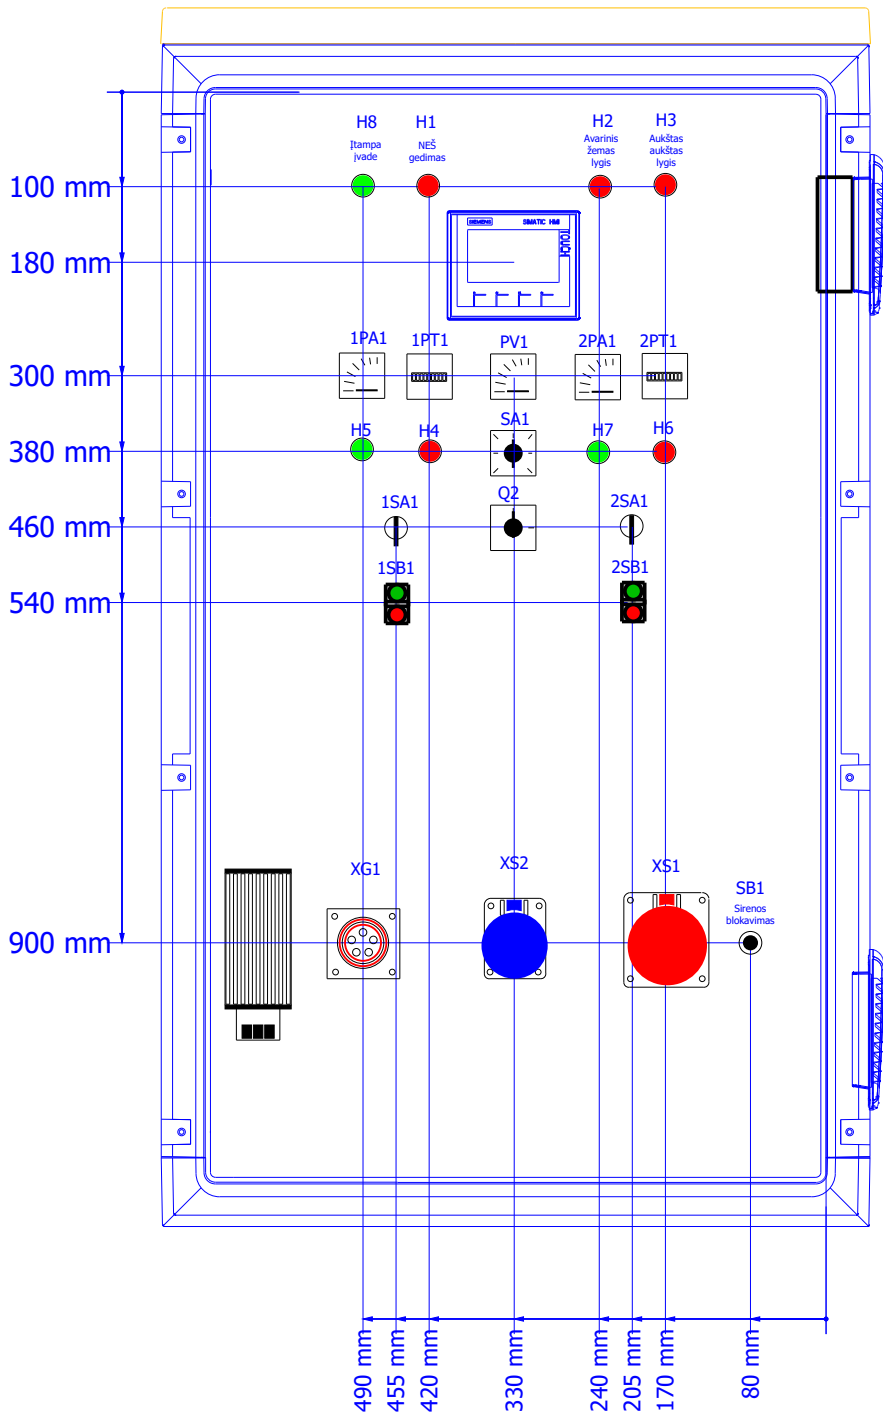 H8
H1
H2
H3
Įtampa
įvade
NEŠ
gedimas
Avarinis
žemas
lygis
Aukštas
aukštas
lygis
100 mm
SIEMENS
SIMATIC HMI
TOUCH
180 mm
1PA1
1PT1
PV1
2PA1
2PT1
300 mm
SA1
H5
H4
H7
H6
380 mm
1SA1
Q2
2SA1
460 mm
1SB1
2SB1
540 mm
XG1
XS2
XS1
SB1
Sirenos
blokavimas
900 mm
490 mm
455 mm
420 mm
330 mm
240 mm
205 mm
170 mm
80 mm